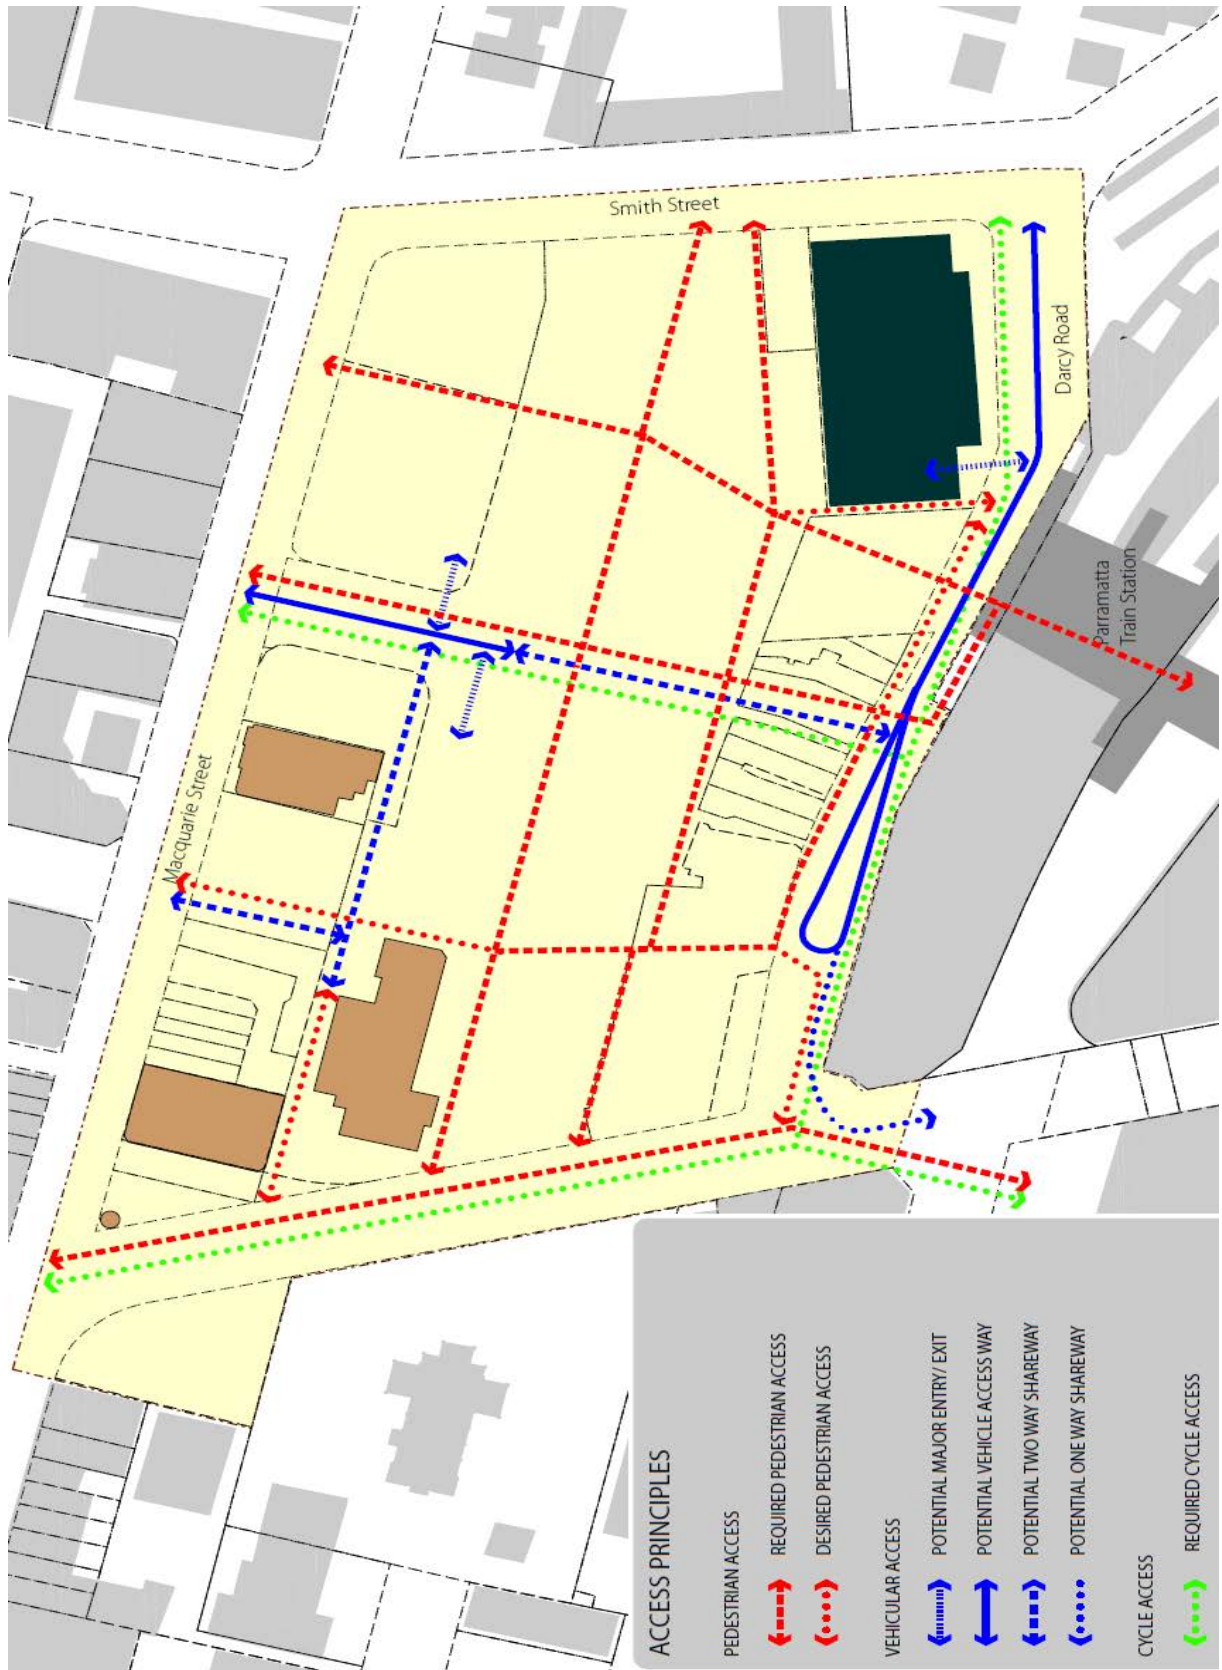 Smith Street
Macquarie Street
Darcy Road
Parramatta
Train Station
ACCESS PRINCIPLES
PEDESTRIAN ACCESS
REQUIRED PEDESTRIAN ACCESS
DESIRED PEDESTRIAN ACCESS
VEHICULAR ACCESS
POTENTIAL MAJOR ENTRY/ EXIT
POTENTIAL VEHICLE ACCESS WAY
POTENTIAL TWO WAY SHAREWAY
POTENTIAL ONE WAY SHAREWAY
CYCLE ACCESS
REQUIRED CYCLE ACCESS